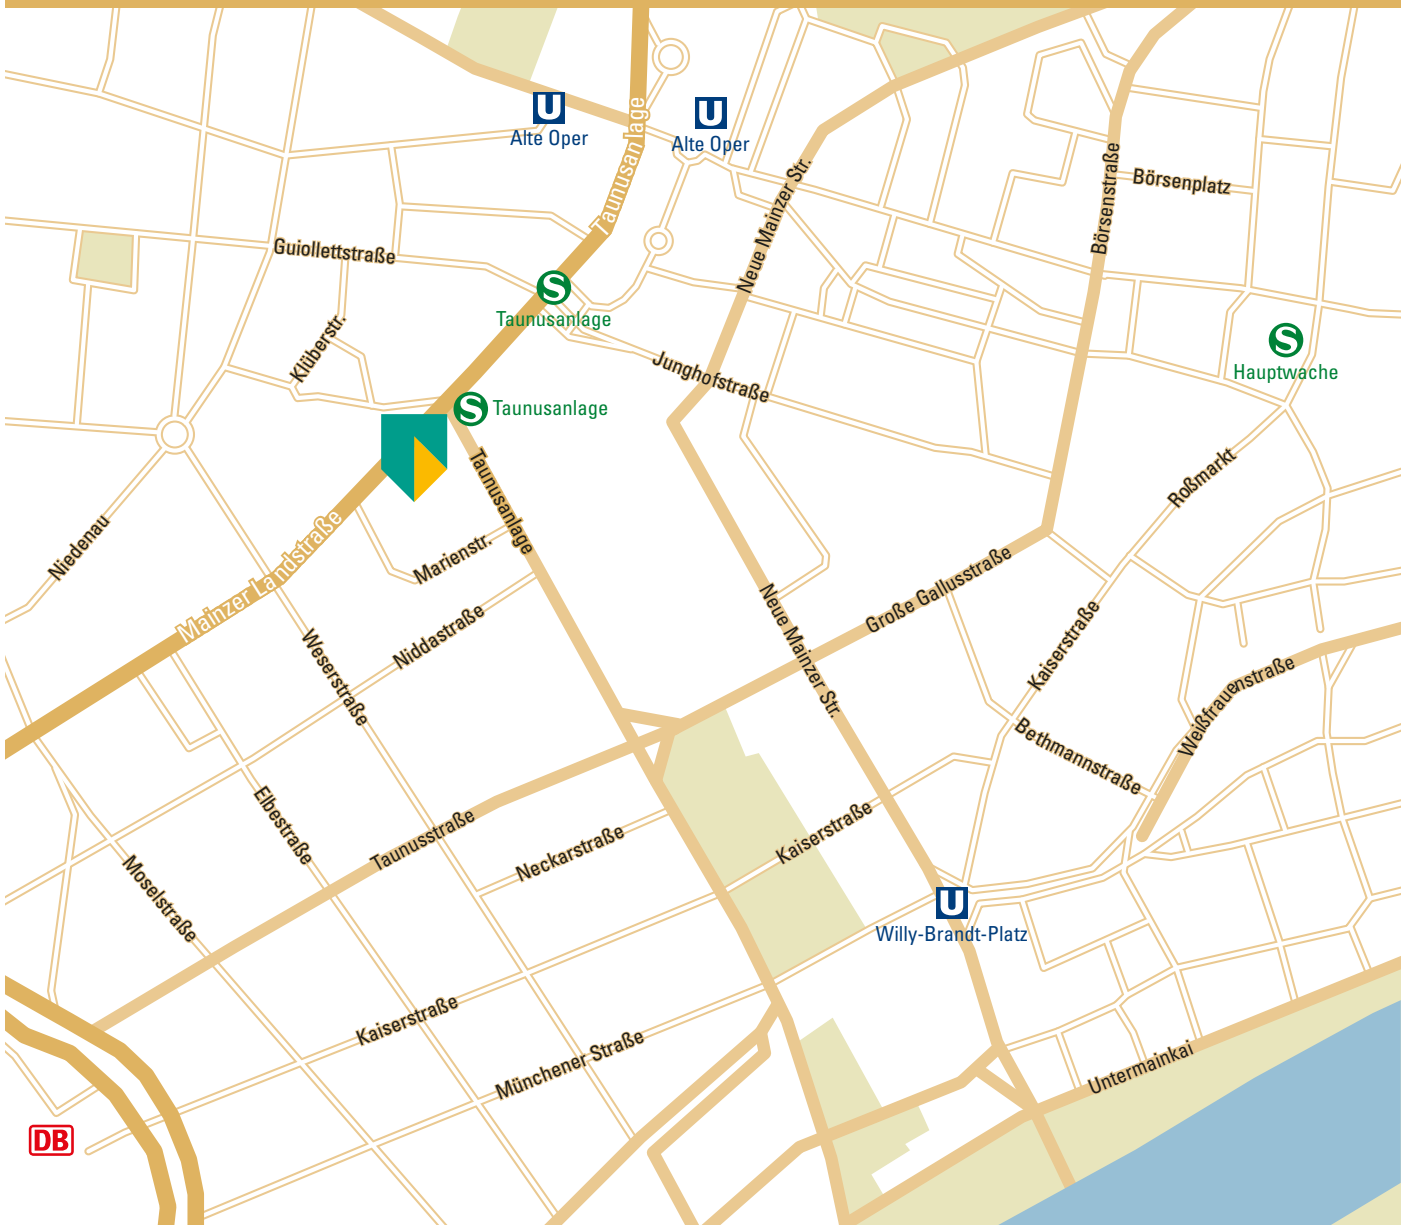 U
Alte Oper
U
Alte Oper
Taunusanlage
Börsenstraße
Börsenplatz
Neue Mainzer Str.
Guiollettstraße
S
Taunusanlage
Klüberstr.
Junghofstraße
S
Hauptwache
S
Taunusanlage
Taunusanlage
Roßmarkt
Niedenau
Mainzer Landstraße
Marienstr.
Große Gallusstraße
Niddastraße
Neue Mainzer Str.
Kaiserstraße
Weserstraße
Weißfrauenstraße
Bethmannstraße
Elbestraße
Taunusstraße
Neckarstraße
Kaiserstraße
Moselstraße
U
Willy-Brandt-Platz
Kaiserstraße
Münchener Straße
Untermainkai
DB